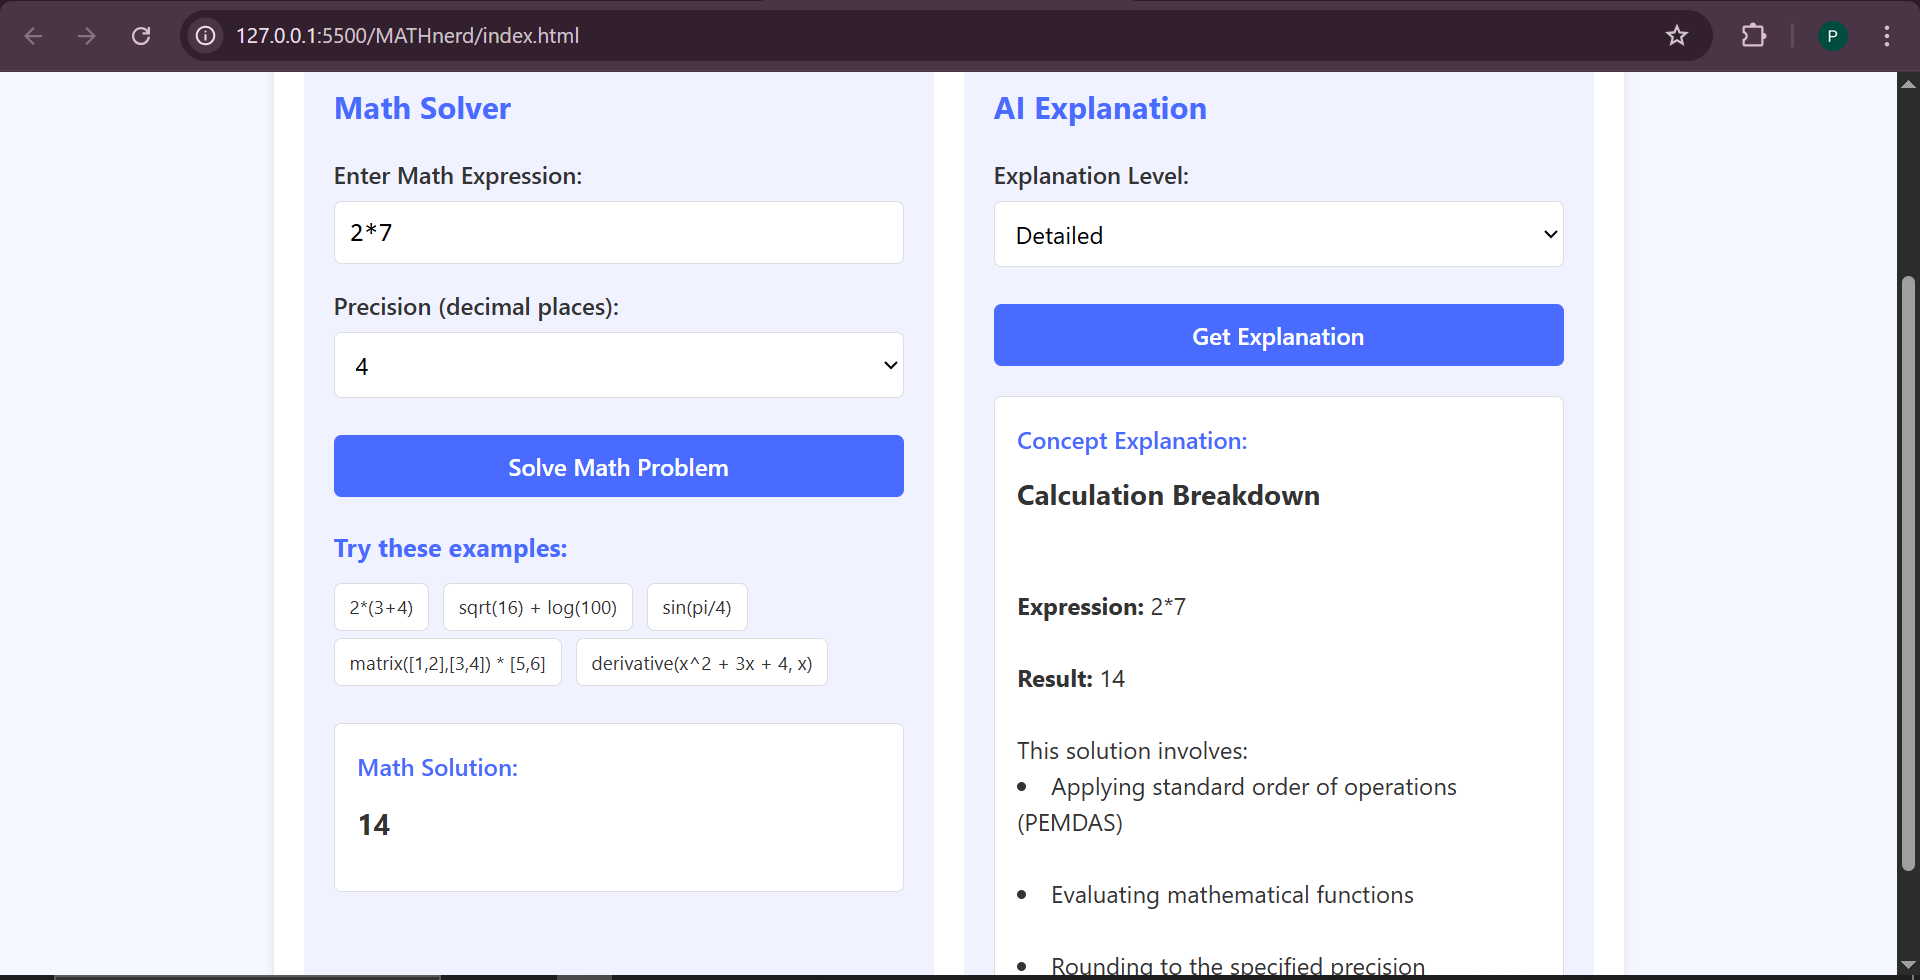 127.0.0.1:5500/MATHnerd/index.html
P
Math Solver
Enter Math Expression:
2*7
Precision (decimal places):
4
Solve Math Problem
Try these examples:
2*(3+4)
sqrt(16) + log(100)
sin(pi/4)
matrix([1,2],[3,4]) * [5,6]
derivative(x^2 + 3x + 4, x)
Math Solution:
14
AI Explanation
Explanation Level:
Detailed
Get Explanation
Concept Explanation:
Calculation Breakdown
Expression: 2*7
Result: 14
This solution involves:
• Applying standard order of operations
(PEMDAS)
• Evaluating mathematical functions
• Rounding to the specified precision